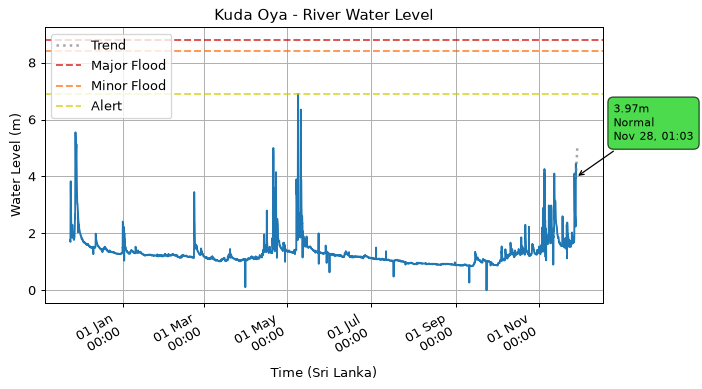 Kuda Oya - River Water Level
Trend
Major Flood
Minor Flood
Alert
3.97m
Normal
Nov 28, 01:03
Water Level (m)
8
6
4
2
0
01 Jan
00:00
01 Mar
00:00
01 May
00:00
01 Jul
00:00
01 Sep
00:00
01 Nov
00:00
Time (Sri Lanka)